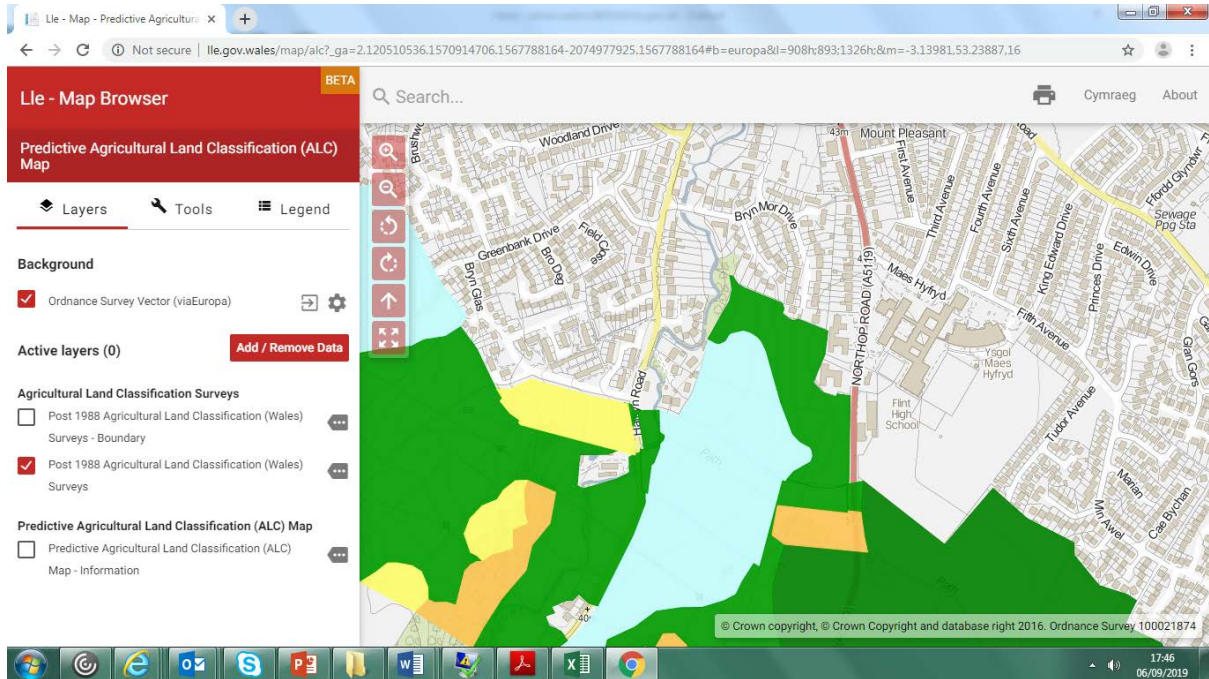 Lle - Map - Predictive Agricultura
Not secure | lle.gov.wales/map/alc?_ga=2.120510536.1570914706.1567788164-2074977925.1567788164#b=europa&l=908h;893;1326h;&m=-3.13981,53.23887,16
BETA
Lle - Map Browser
Predictive Agricultural Land Classification (ALC)
Map
Layers Tools Legend
Background
Ordnance Survey Vector (viaEuropa)
Active layers (0)
Add / Remove Data
Agricultural Land Classification Surveys
Post 1988 Agricultural Land Classification (Wales)
Surveys - Boundary
Post 1988 Agricultural Land Classification (Wales)
Surveys
Predictive Agricultural Land Classification (ALC) Map
Predictive Agricultural Land Classification (ALC)
Map - Information
Search...
Cymraeg About
Woodland Drive
43m
Mount Pleasant
First Avenue
Third Avenue
Fourth Avenue
Sixth Avenue
King Edward Drive
Princes Drive
Edwin Drive
Ffordd Glyndwr
Sewage
Ppg Sta
Greenbank Drive
Field Close
Bro Deg
Bryn Glas
Bryn Mor Drive
NORTHOP ROAD (A5119)
Maes Hyfryd
Fifth Avenue
Ysgol
Maes
Hyfryd
Flint
High
School
Tudor Avenue
Glan Gors
Marian
Min Awel
Cae Bychan
Path
Path
40
© Crown copyright, © Crown Copyright and database right 2016. Ordnance Survey 100021874
17:46
06/09/2019